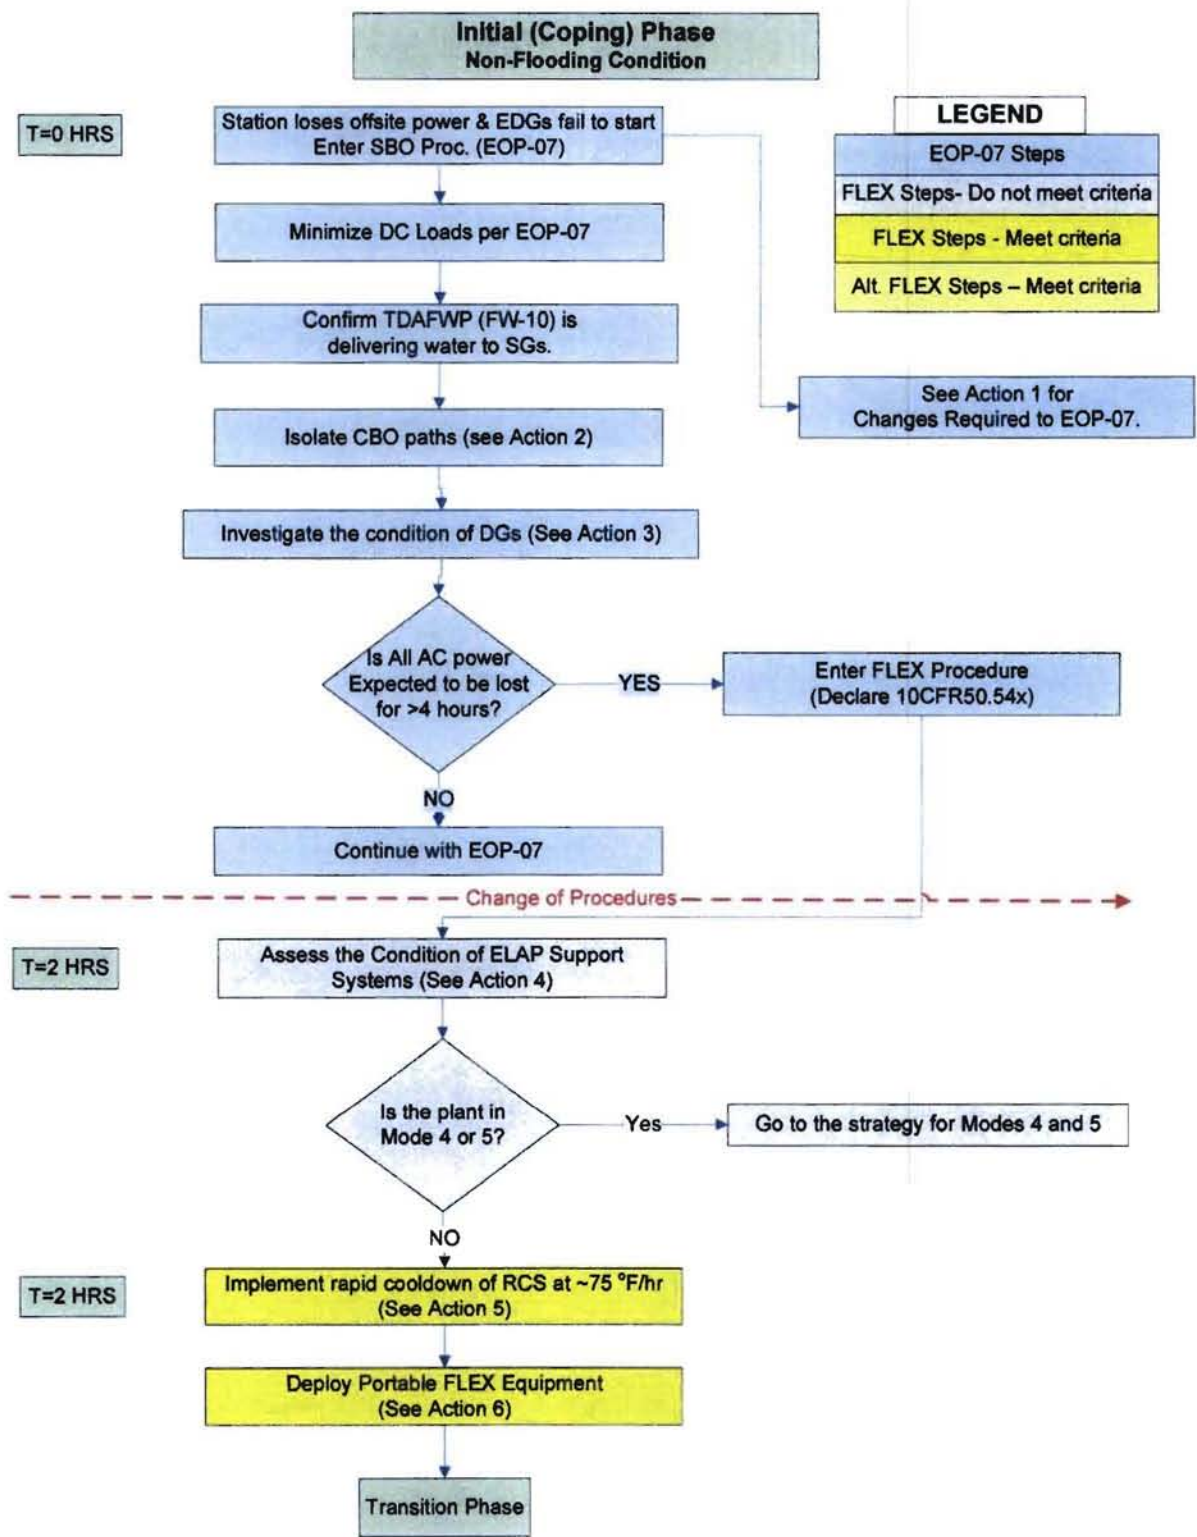 Initial (Coping) Phase
Non-Flooding Condition
T=0 HRS
Station loses offsite power & EDGs fail to start
Enter SBO Proc. (EOP-07)
LEGEND
EOP-07 Steps
FLEX Steps- Do not meet criteria
FLEX Steps - Meet criteria
Alt. FLEX Steps – Meet criteria
Minimize DC Loads per EOP-07
Confirm TDAFWP (FW-10) is
delivering water to SGs.
See Action 1 for
Changes Required to EOP-07.
Isolate CBO paths (see Action 2)
Investigate the condition of DGs (See Action 3)
Is All AC power
Expected to be lost
for >4 hours?
YES
Enter FLEX Procedure
(Declare 10CFR50.54x)
NO
Continue with EOP-07
Change of Procedures
T=2 HRS
Assess the Condition of ELAP Support
Systems (See Action 4)
Is the plant in
Mode 4 or 5?
Yes
Go to the strategy for Modes 4 and 5
NO
T=2 HRS
Implement rapid cooldown of RCS at ~75 °F/hr
(See Action 5)
Deploy Portable FLEX Equipment
(See Action 6)
Transition Phase